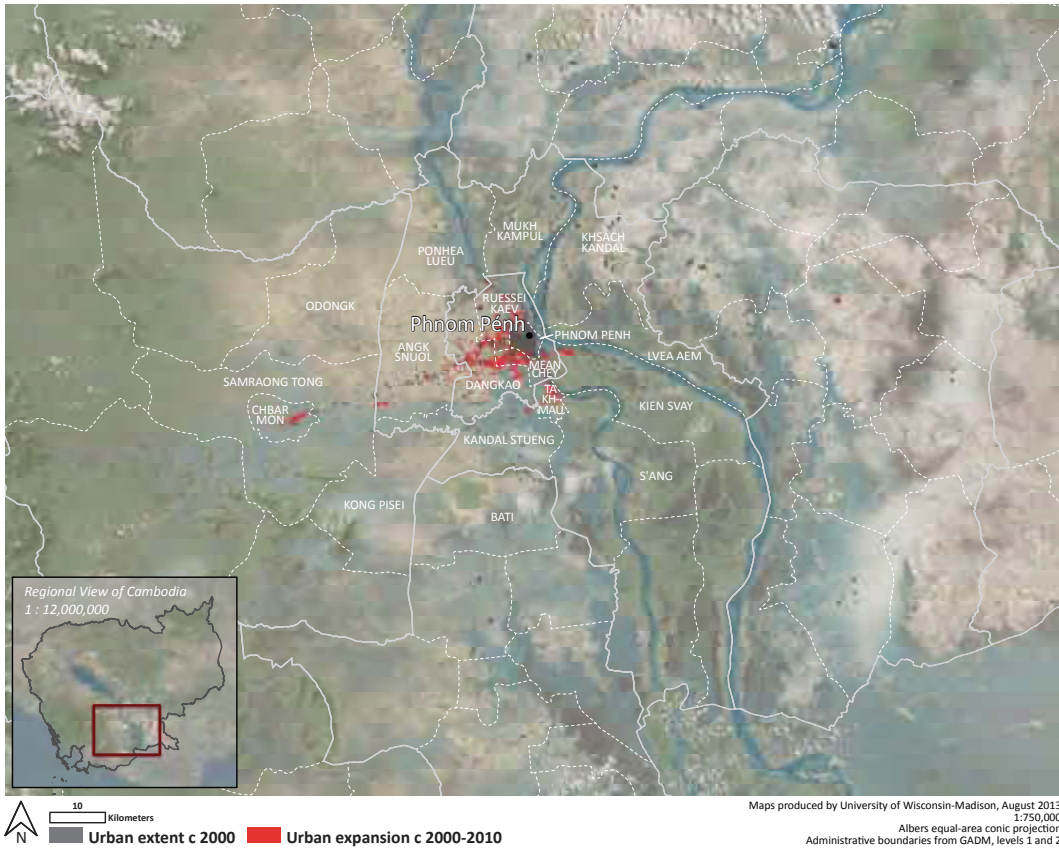 MUKH
KAMPUL
KHSACH
KANDAL
PONHEA
LUEU
RUESSEI
KAEV
ODONGK
Phnom Pénh
PHNOM PENH
ANGK
SNUOL
LVEA AEM
MEAN
CHEY
SAMRAONG TONG
DANGKAO
TA
KH-
MAU
CHBAR
MON
KIEN SVAY
KANDAL STUENG
S'ANG
KONG PISEI
BATI
Regional View of Cambodia
1 : 12,000,000
10
Kilometers
N
Urban extent c 2000
Urban expansion c 2000-2010
Maps produced by University of Wisconsin-Madison, August 2013
1:750,000
Albers equal-area conic projection
Administrative boundaries from GADM, levels 1 and 2